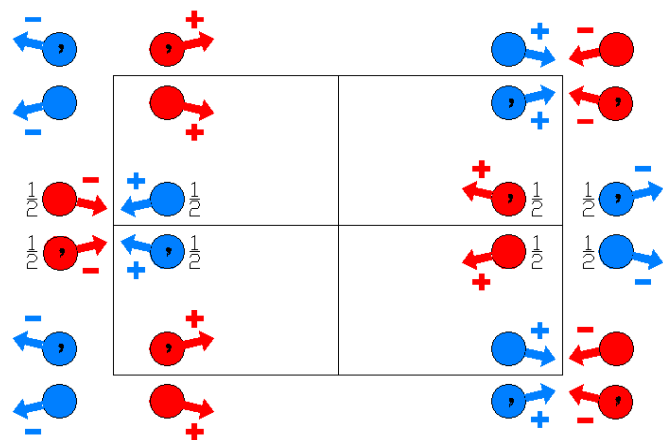 − + + −
, ,
, ,
− + + −
− + + −
1/2 1/2 , 1/2 1/2 ,
1/2 , , 1/2 1/2 1/2
− + + −
− + + −
, ,
, ,
− + + −